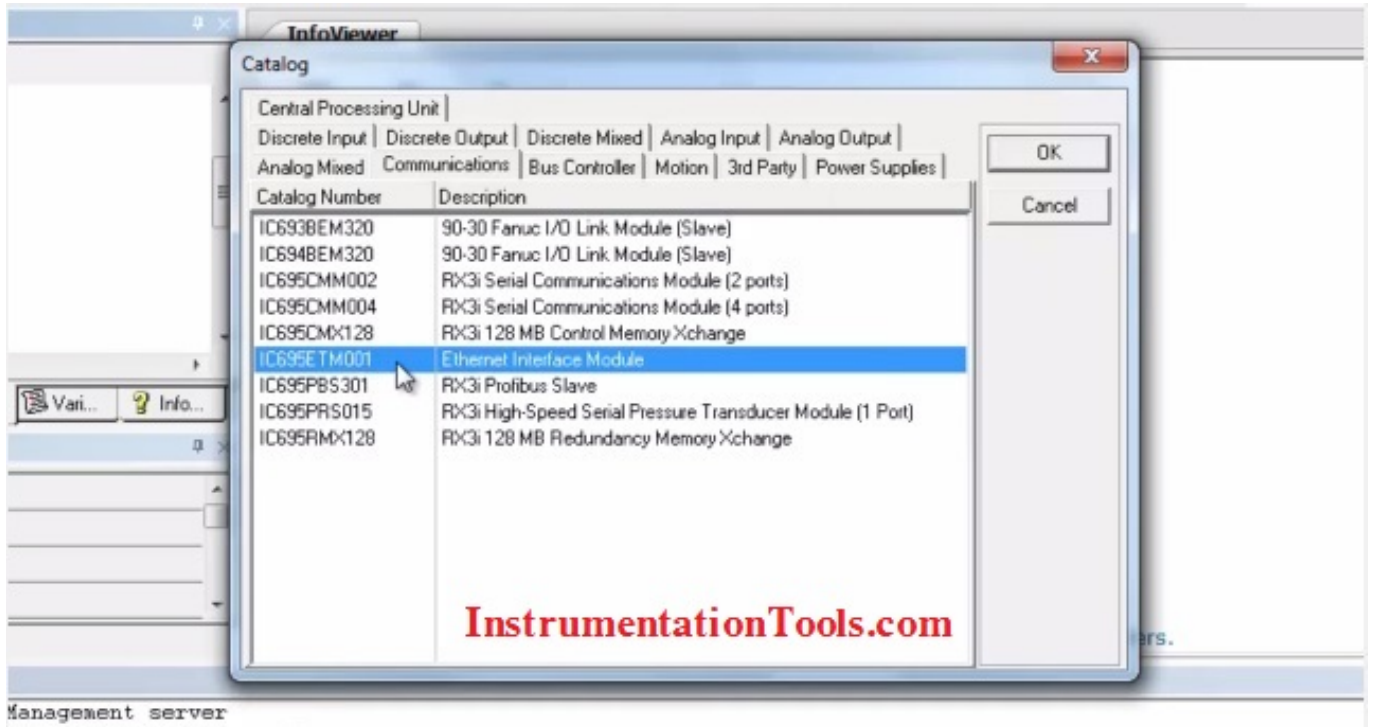 InfoViewer
Catalog
Central Processing Unit
Discrete Input Discrete Output Discrete Mixed Analog Input Analog Output
Analog Mixed Communications Bus Controller Motion 3rd Party Power Supplies
OK
Cancel
Catalog Number Description
IC693BEM320 90-30 Fanuc I/O Link Module (Slave)
IC694BEM320 90-30 Fanuc I/O Link Module (Slave)
IC695CMM002 RX3i Serial Communications Module (2 ports)
IC695CMM004 RX3i Serial Communications Module (4 ports)
IC695CMX128 RX3i 128 MB Control Memory Xchange
IC695ETM001 Ethernet Interface Module
IC695PBS301 RX3i Profibus Slave
IC695PRS015 RX3i High-Speed Serial Pressure Transducer Module (1 Port)
IC695RMX128 RX3i 128 MB Redundancy Memory Xchange
Vari... Info...
InstrumentationTools.com
ers.
Management server